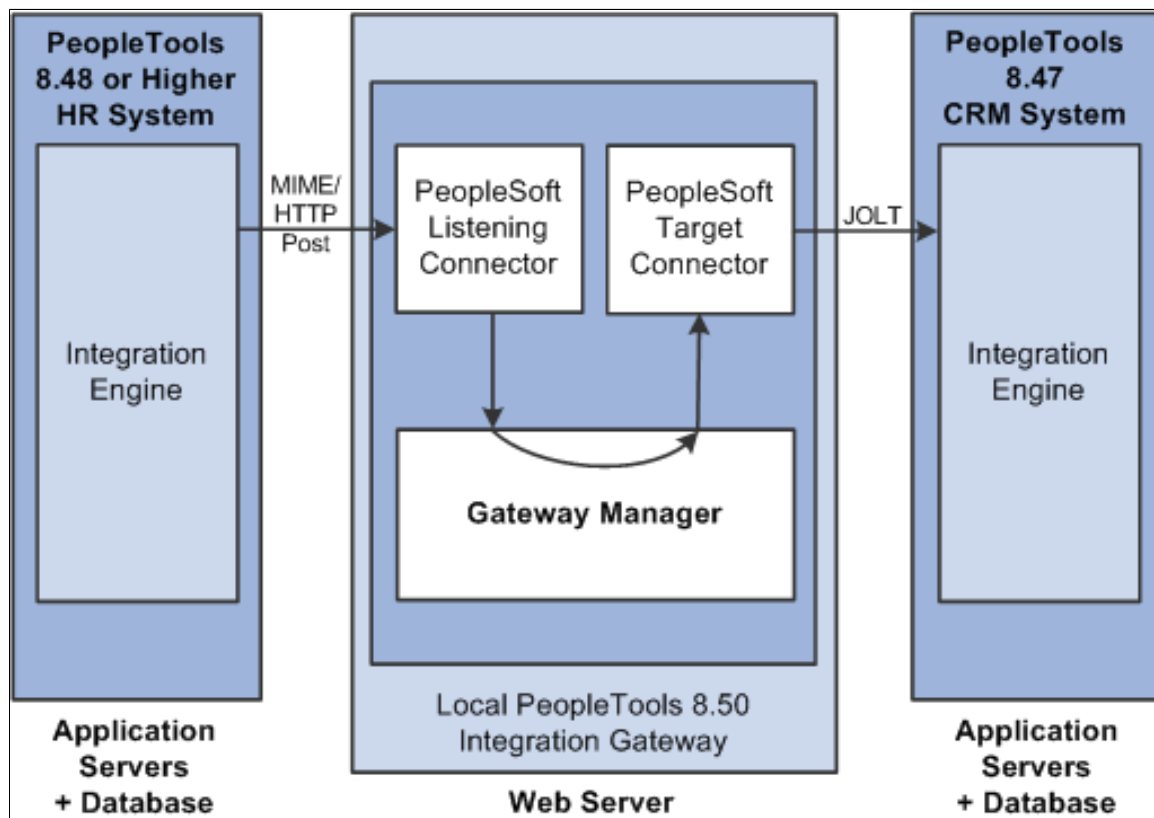 PeopleTools
8.48 or Higher
HR System
Integration
Engine
Application
Servers
+ Database
MIME/
HTTP
Post
PeopleSoft
Listening
Connector
PeopleSoft
Target
Connector
Gateway Manager
Local PeopleTools 8.50
Integration Gateway
Web Server
JOLT
PeopleTools
8.47
CRM System
Integration
Engine
Application
Servers
+ Database